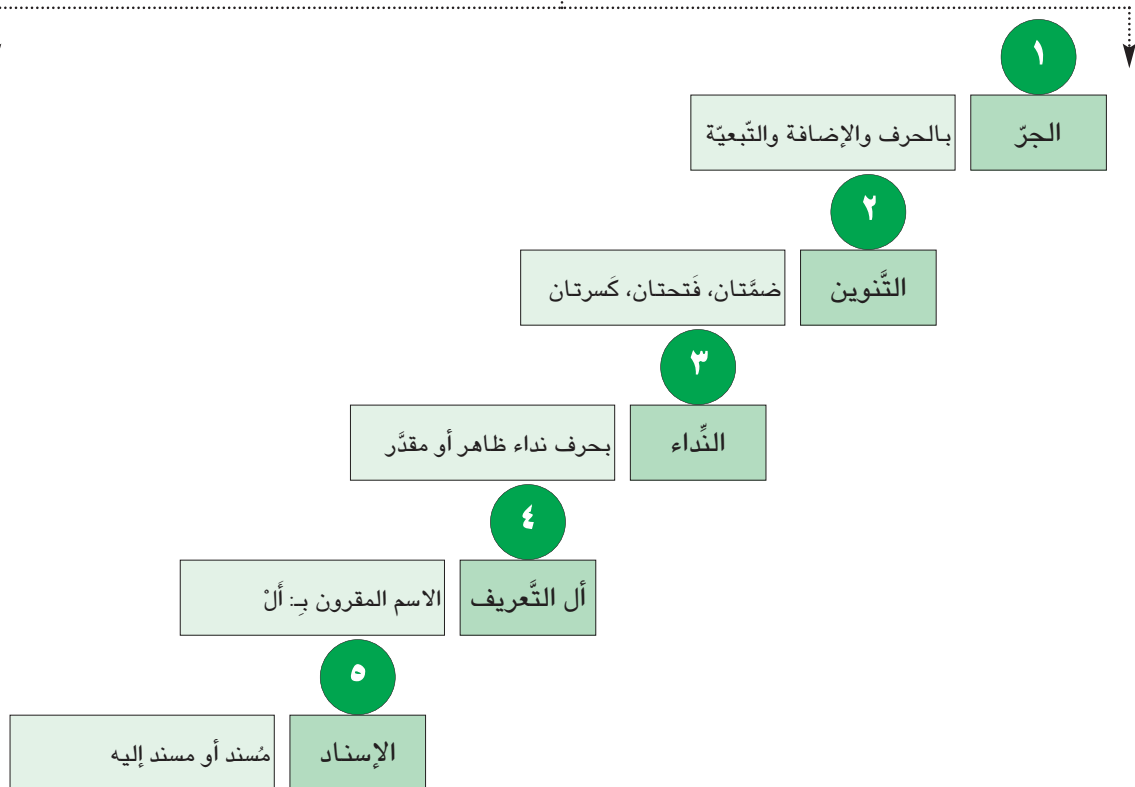 ١
الجرّ
بالحرف والإضافة والتّبعيّة
٢
التَّنوين
ضمَّتان، فَتحتان، كَسرتان
٣
النِّداء
بحرف نداء ظاهر أو مقدَّر
٤
أل التَّعريف
الاسم المقرون بـِ: أَلْ
٥
الإسناد
مُسند أو مسند إليه